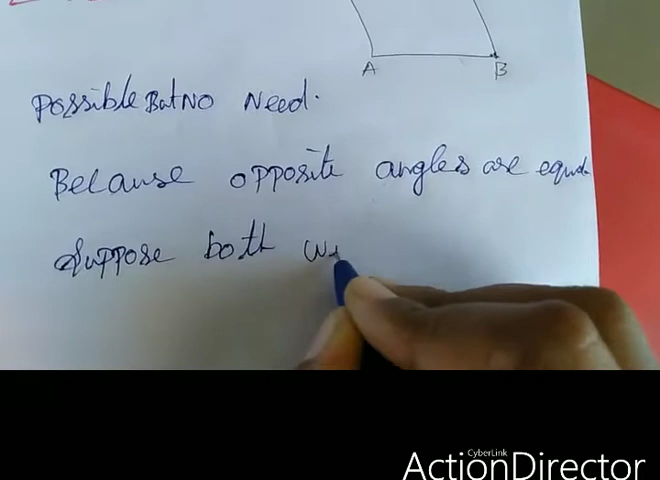 A B
Possible But NO Need.
Because opposite angles are equal
Suppose both
CyberLink
ActionDirector